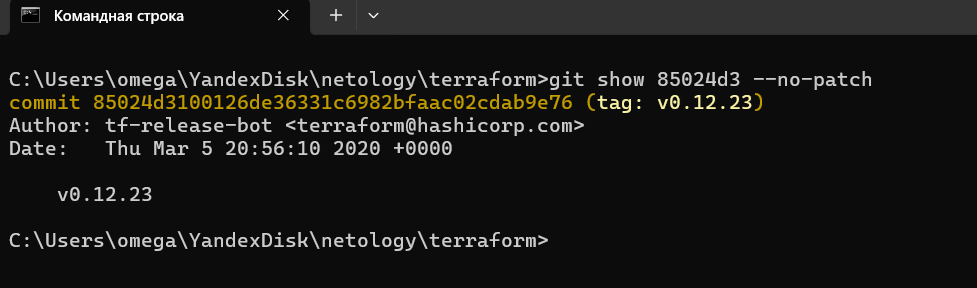 Командная строка
C:\Users\omega\YandexDisk\netology\terraform>git show 85024d3 --no-patch
commit 85024d3100126de36331c6982bfaac02cdab9e76 (tag: v0.12.23)
Author: tf-release-bot <terraform@hashicorp.com>
Date:   Thu Mar 5 20:56:10 2020 +0000
    v0.12.23
C:\Users\omega\YandexDisk\netology\terraform>